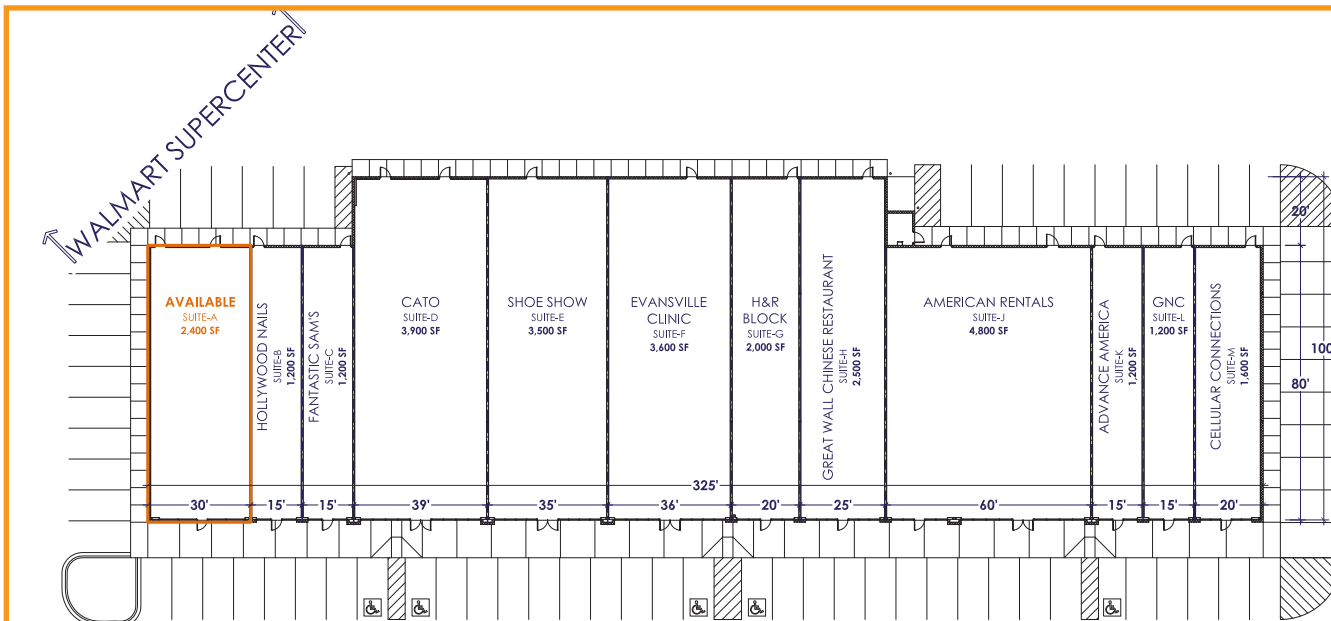 WALMART SUPERCENTER
AVAILABLE
SUITE-A
2,400 SF
HOLLYWOOD NAILS
SUITE-B
1,200 SF
FANTASTIC SAM'S
SUITE-C
1,200 SF
CATO
SUITE-D
3,900 SF
SHOE SHOW
SUITE-E
3,500 SF
EVANSVILLE
CLINIC
SUITE-F
3,600 SF
H&R
BLOCK
SUITE-G
2,000 SF
GREAT WALL CHINESE RESTAURANT
SUITE-H
2,500 SF
AMERICAN RENTALS
SUITE-J
4,800 SF
ADVANCE AMERICA
SUITE-K
1,200 SF
GNC
SUITE-L
1,200 SF
CELLULAR CONNECTIONS
SUITE-M
1,600 SF
20'
100
80'
325'
30'
15'
15'
39'
35'
36'
20'
25'
60'
15'
15'
20'